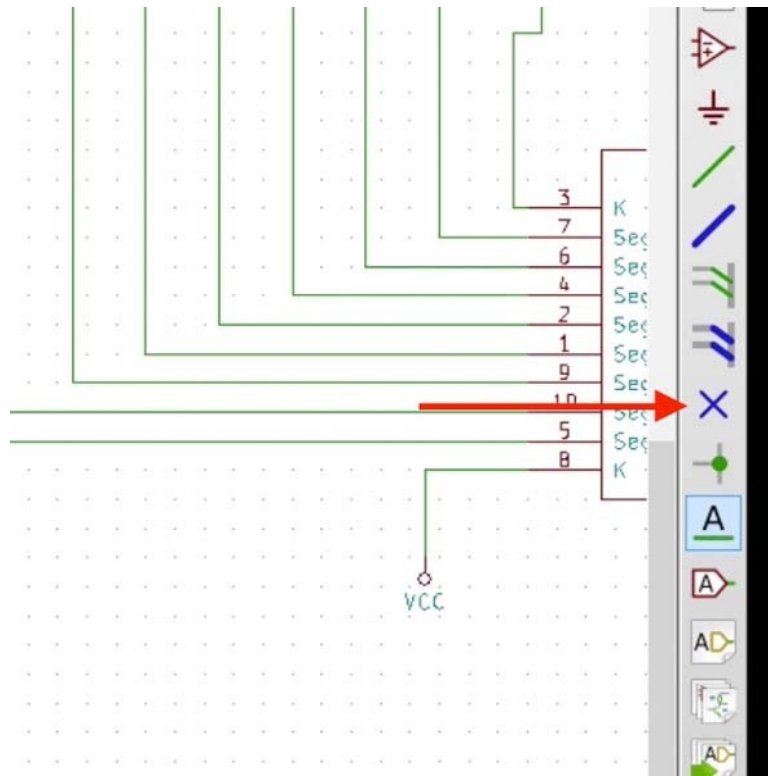 3 K
7 Seg
6 Seg
4 Seg
2 Seg
1 Seg
9 Seg
10 Seg
5 Seg
8 K
VCC
A
A
A
A